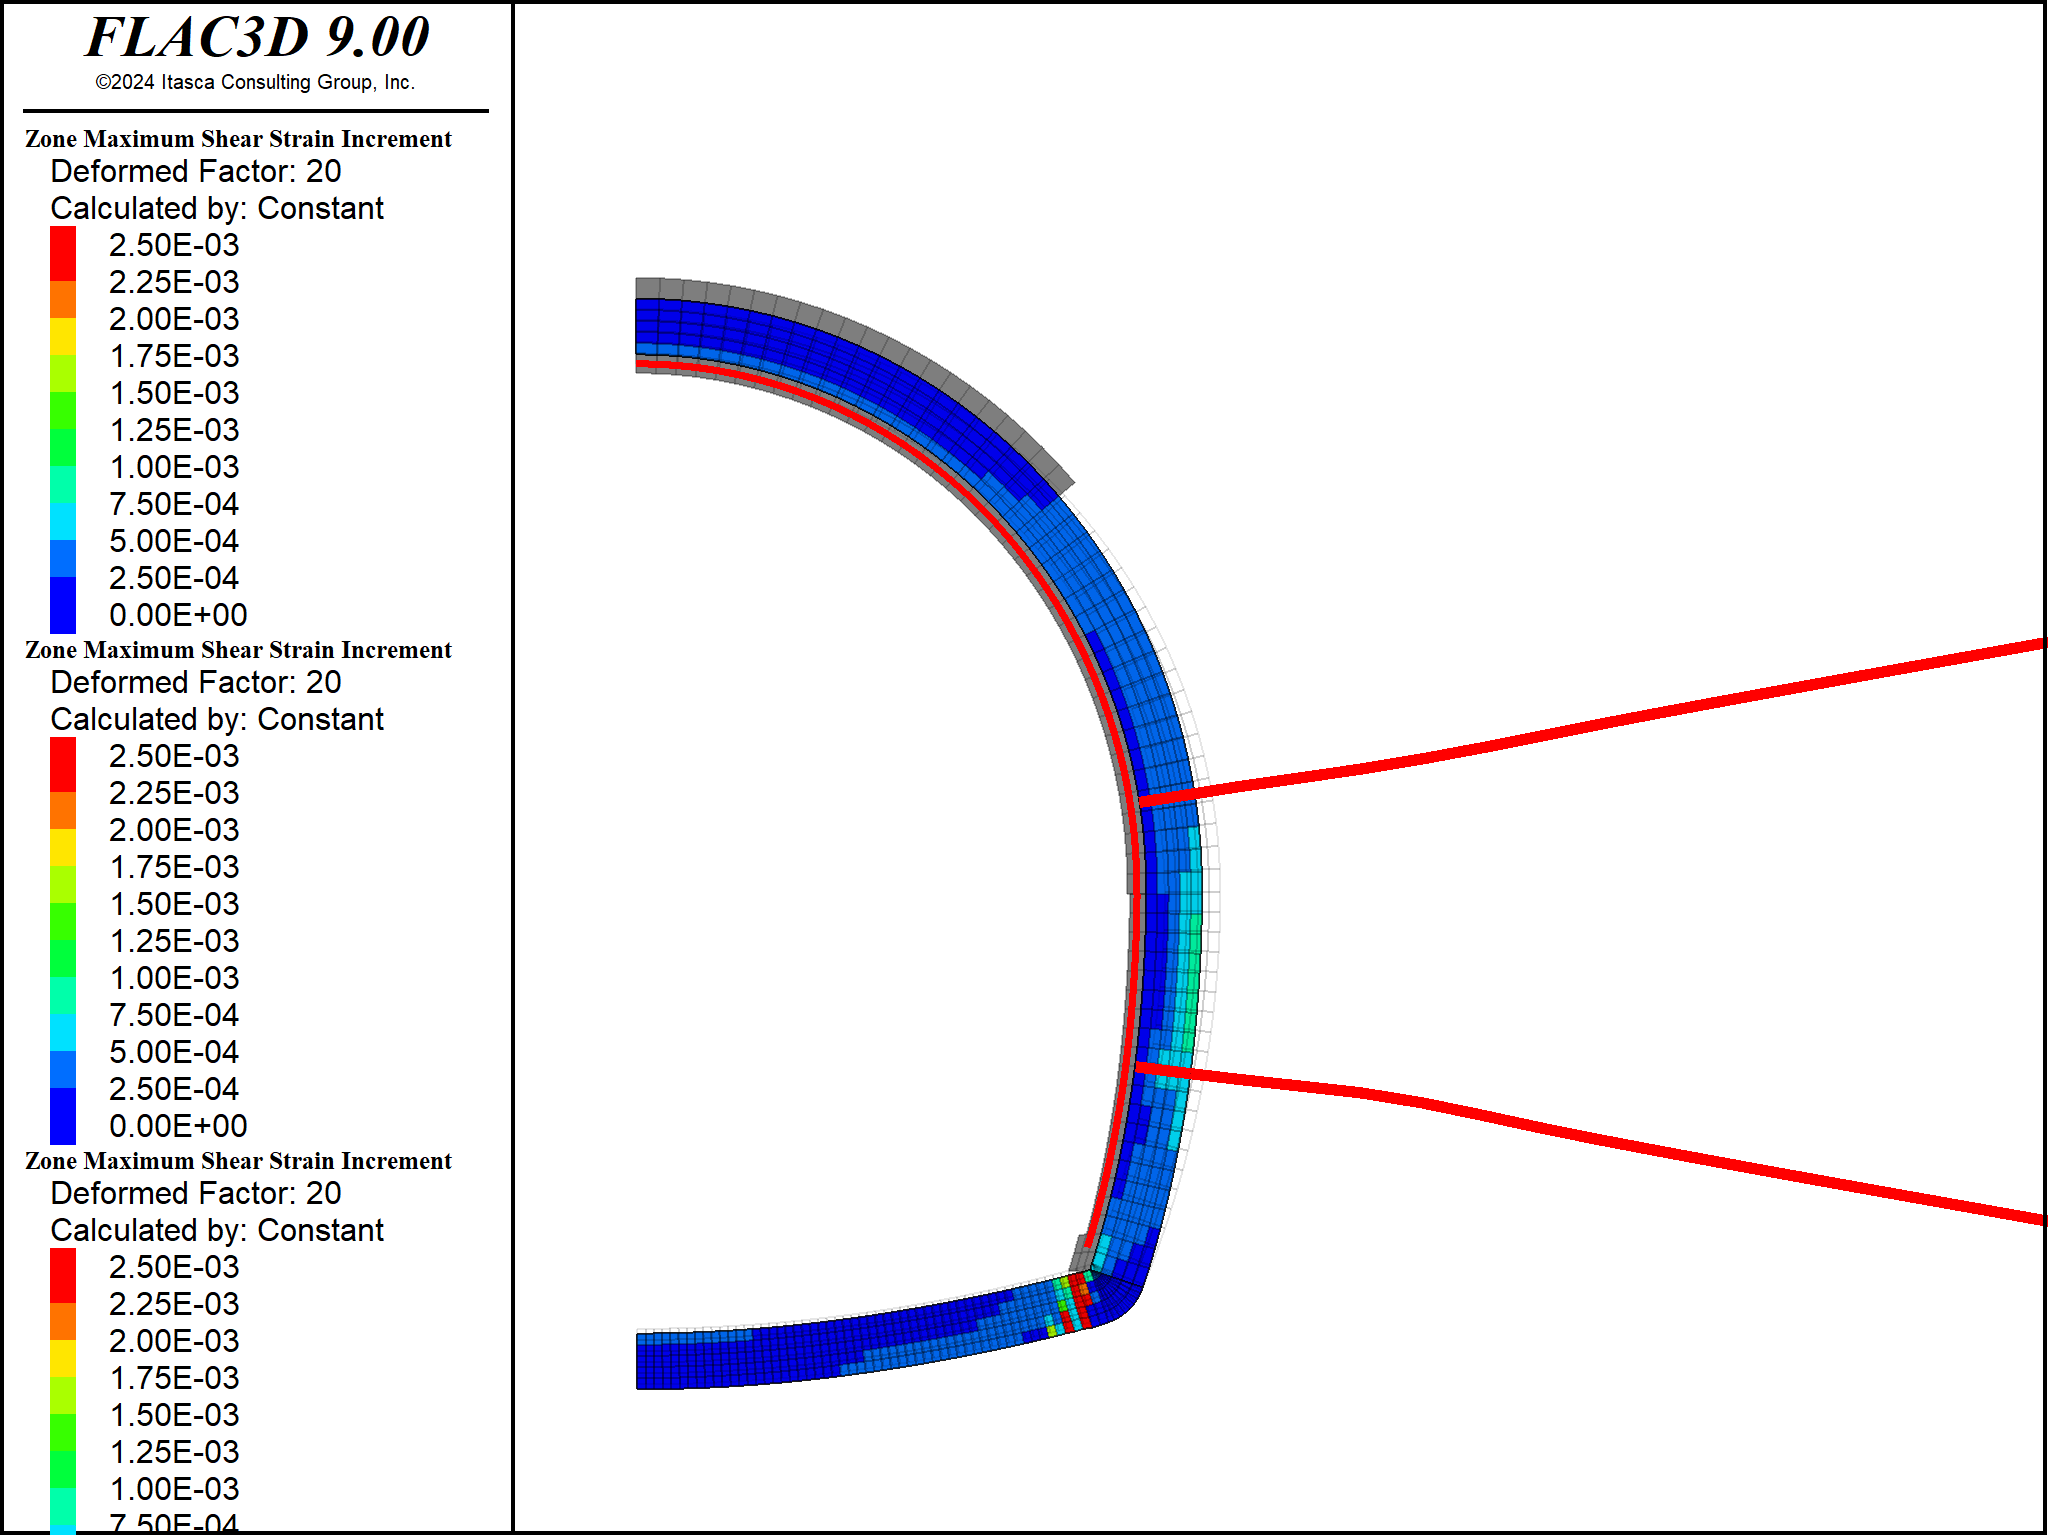 FLAC3D 9.00
©2024 Itasca Consulting Group, Inc.
Zone Maximum Shear Strain Increment
Deformed Factor: 20
Calculated by: Constant
2.50E-03
2.25E-03
2.00E-03
1.75E-03
1.50E-03
1.25E-03
1.00E-03
7.50E-04
5.00E-04
2.50E-04
0.00E+00
Zone Maximum Shear Strain Increment
Deformed Factor: 20
Calculated by: Constant
2.50E-03
2.25E-03
2.00E-03
1.75E-03
1.50E-03
1.25E-03
1.00E-03
7.50E-04
5.00E-04
2.50E-04
0.00E+00
Zone Maximum Shear Strain Increment
Deformed Factor: 20
Calculated by: Constant
2.50E-03
2.25E-03
2.00E-03
1.75E-03
1.50E-03
1.25E-03
1.00E-03
7.50E-04